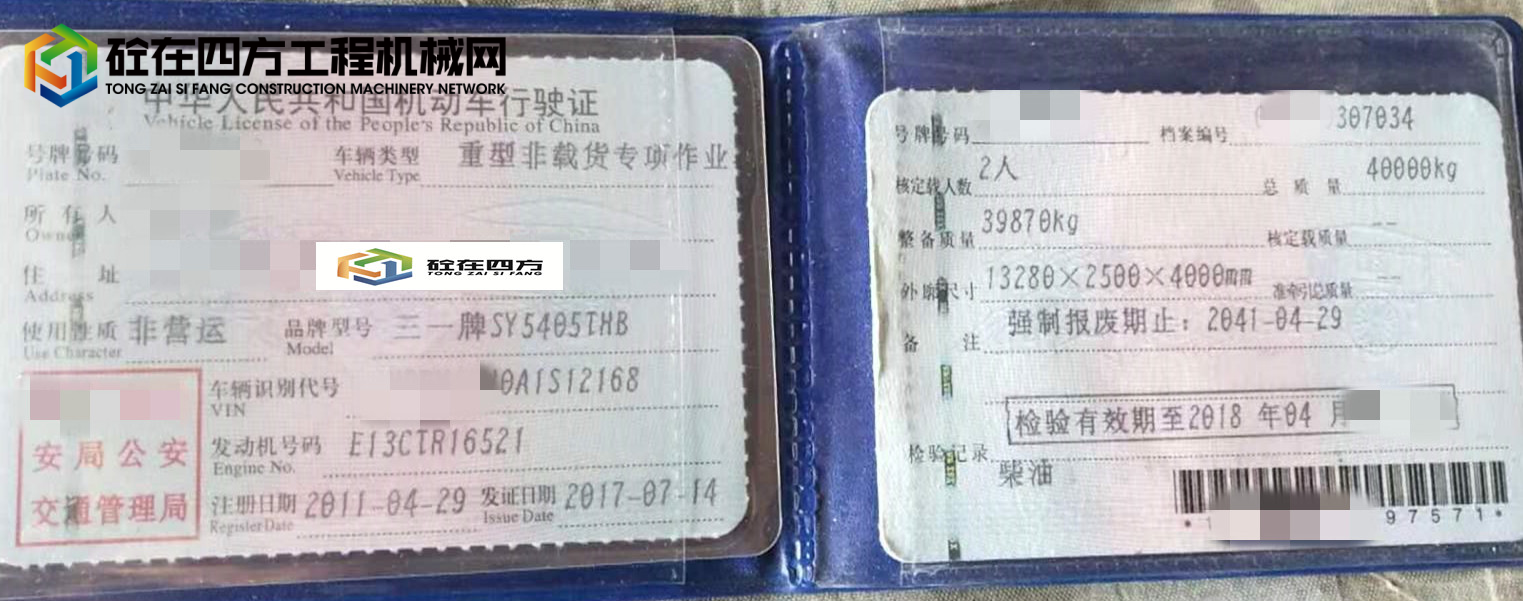 砼在四方工程机械网
TONG ZAI SI FANG CONSTRUCTION MACHINERY NETWORK
中华人民共和国机动车行驶证
Vehicle License of the People's Republic of China
号牌号码 车辆类型 重型非载货专项作业
Plate No. Vehicle Type
所有人
Owner
住址
Address
砼在四方
TONG ZAI SI FANG
使用性质 非营运 品牌型号 三一牌SY5405THB
Use Character Model
车辆识别代号 0A1S12168
VIN
发动机号码 E13CTR16521
Engine No.
注册日期 2011-04-29 发证日期 2017-07-14
Register Date Issue Date
安局公安
交通管理局
号牌号码 档案编号 307034
核定载人数 2人 总质量 40000kg
整备质量 39870kg 核定载质量 --
外廓尺寸 13280×2500×4000mm 准牵引总质量 --
备注 强制报废期止：2041-04-29
检验有效期至2018 年04 月
检验记录
柴油
*1 97571*